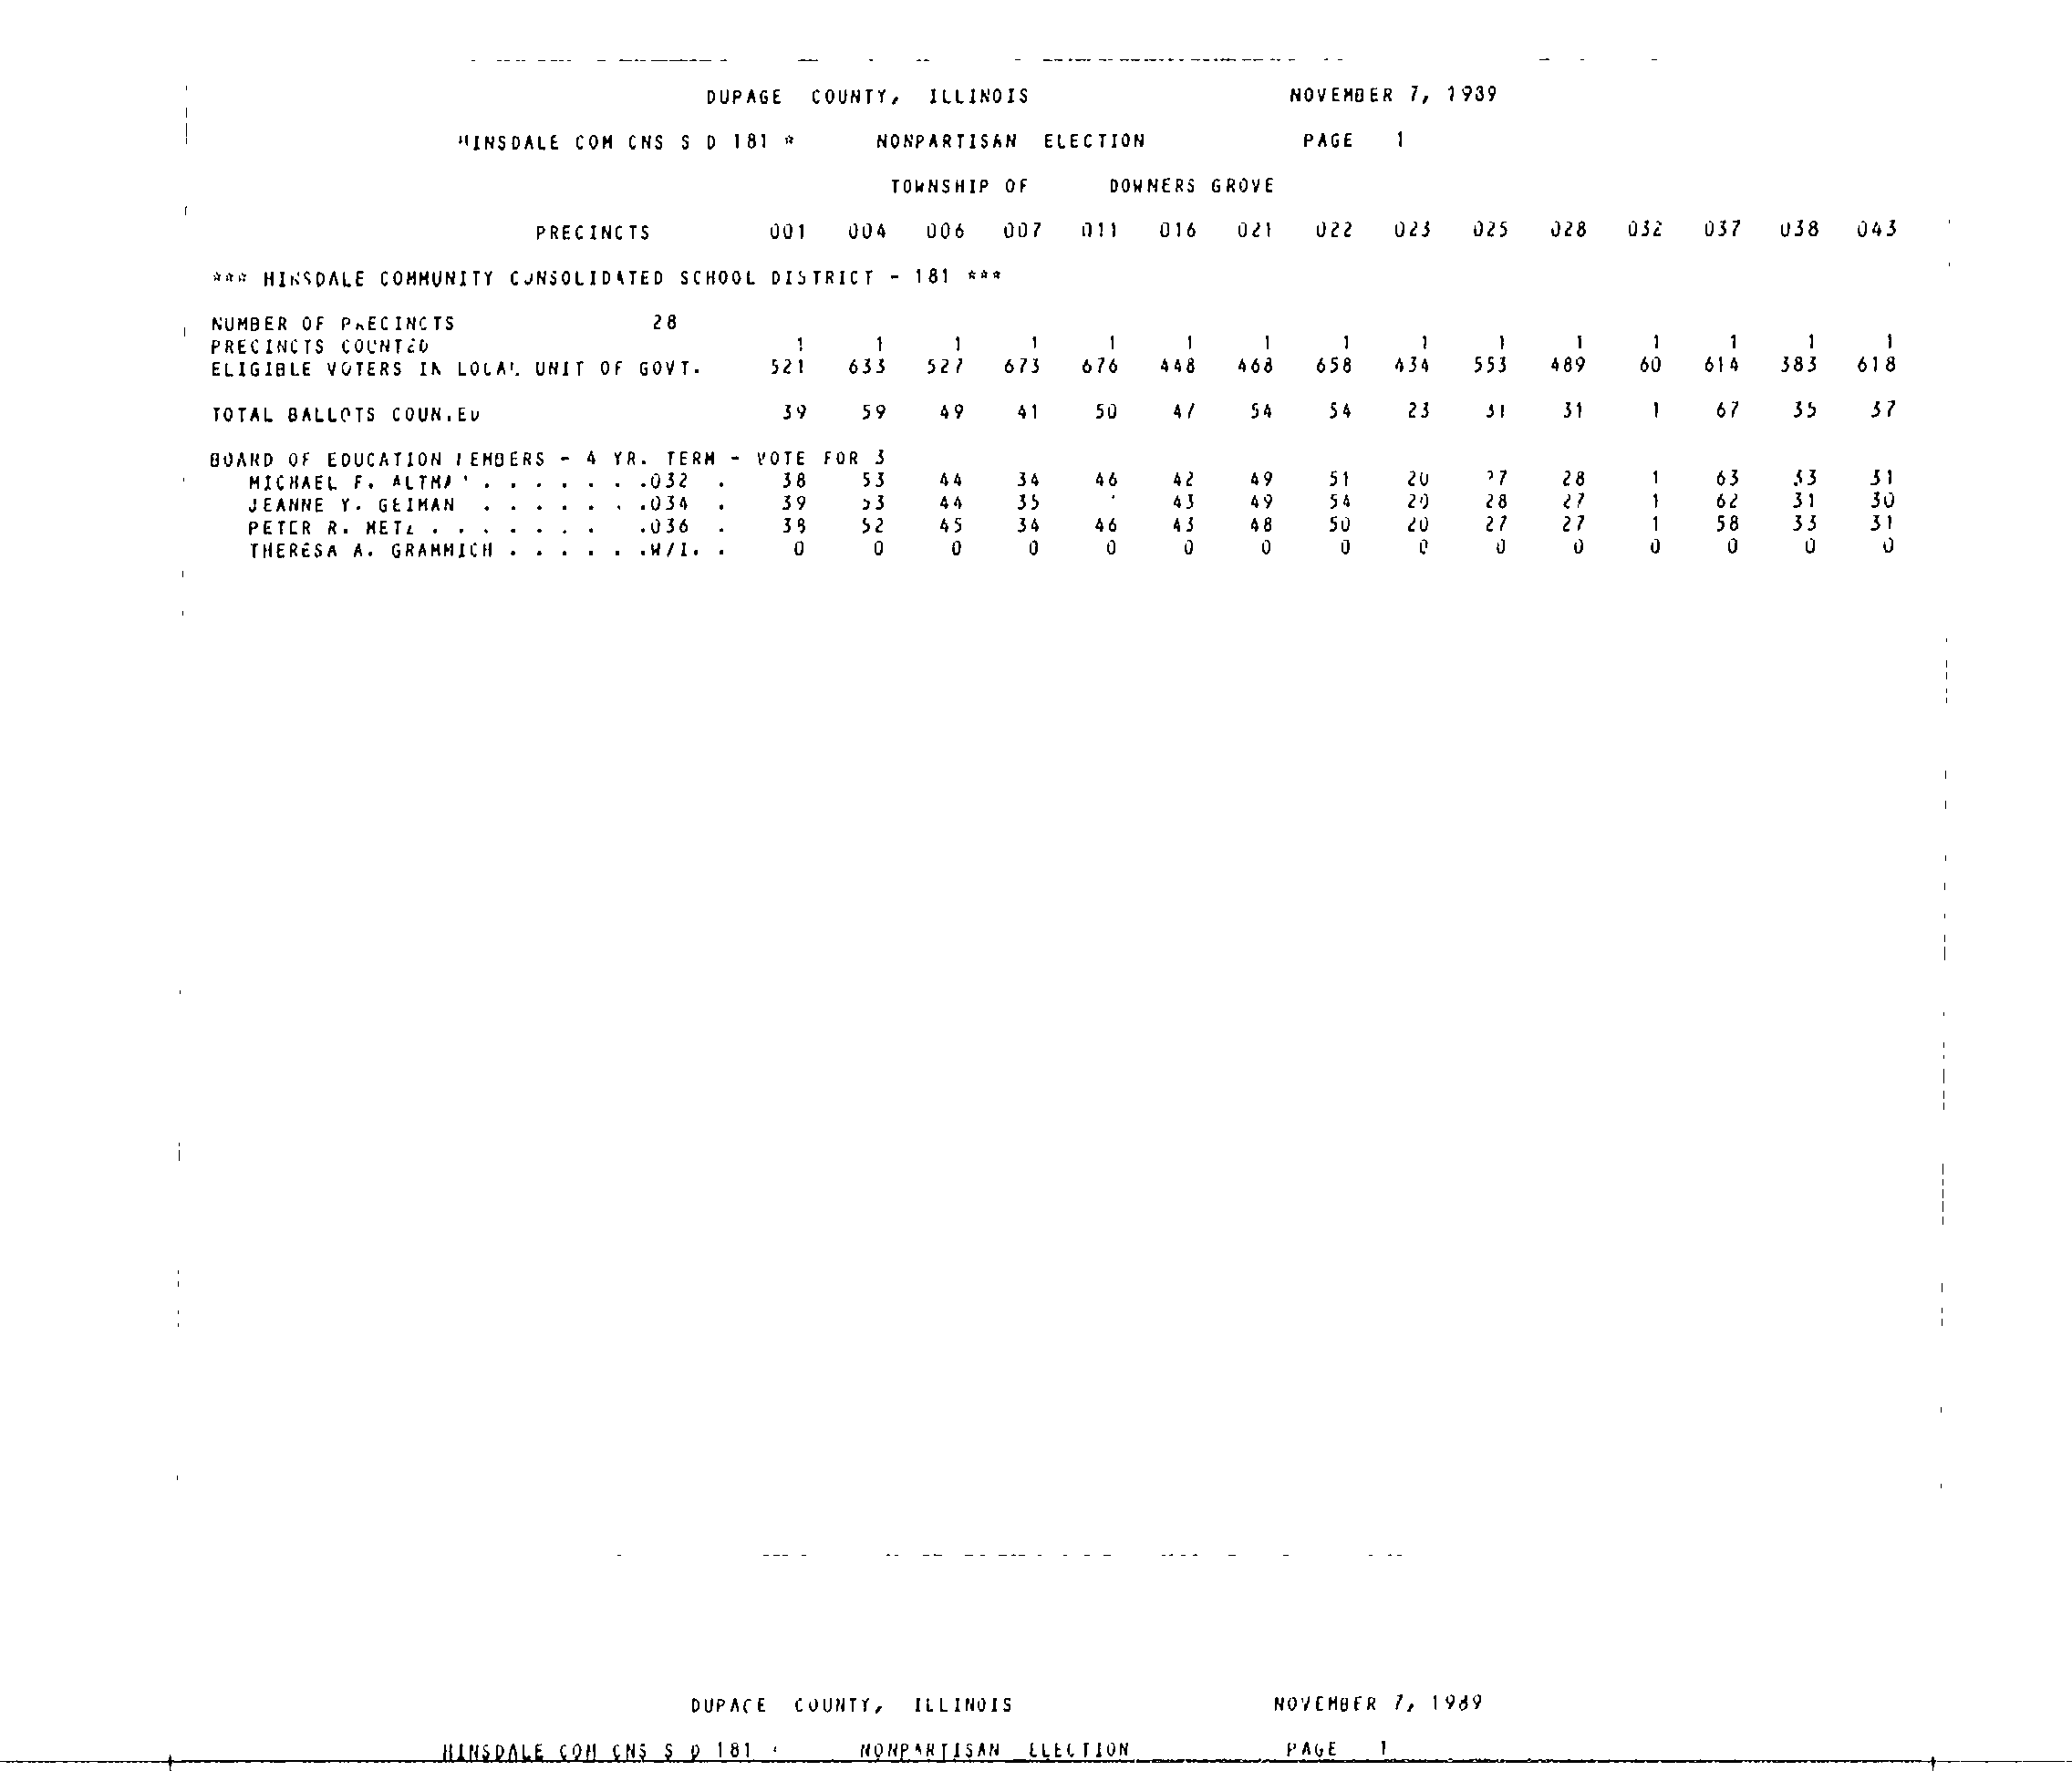 DUPAGE COUNTY, ILLINOIS NOVEMBER 7, 1989
HINSDALE COM CNS S D 181 * NONPARTISAN ELECTION PAGE 1
TOWNSHIP OF DOWNERS GROVE
PRECINCTS 001 004 006 007 011 016 021 022 023 025 028 032 037 038 043
*** HINSDALE COMMUNITY CONSOLIDATED SCHOOL DISTRICT - 181 ***
NUMBER OF PRECINCTS 28
PRECINCTS COUNTED 1 1 1 1 1 1 1 1 1 1 1 1 1 1 1
ELIGIBLE VOTERS IN LOCAL UNIT OF GOVT. 521 633 527 673 676 448 468 658 434 553 489 60 614 383 618
TOTAL BALLOTS COUNTED 39 59 49 41 50 47 54 54 23 31 31 1 67 35 37
BOARD OF EDUCATION MEMBERS - 4 YR. TERM - VOTE FOR 3
MICHAEL F. . . . . . . .032 . 38 53 44 34 46 42 49 51 20 27 28 1 63 33 31
JEANNE Y. GEIMAN . . . . . . .034 . 39 53 44 35 43 49 54 20 28 27 1 62 31 30
PETER R. . . . . . . . .036 . 38 52 45 34 46 43 48 50 20 27 27 1 58 33 31
THERESA A. GRAMMICH . . . . . .W/I. . 0 0 0 0 0 0 0 0 0 0 0 0 0 0 0
DUPAGE COUNTY, ILLINOIS NOVEMBER 7, 1989
HINSDALE COM CNS S D 181 NONPARTISAN ELECTION PAGE 1